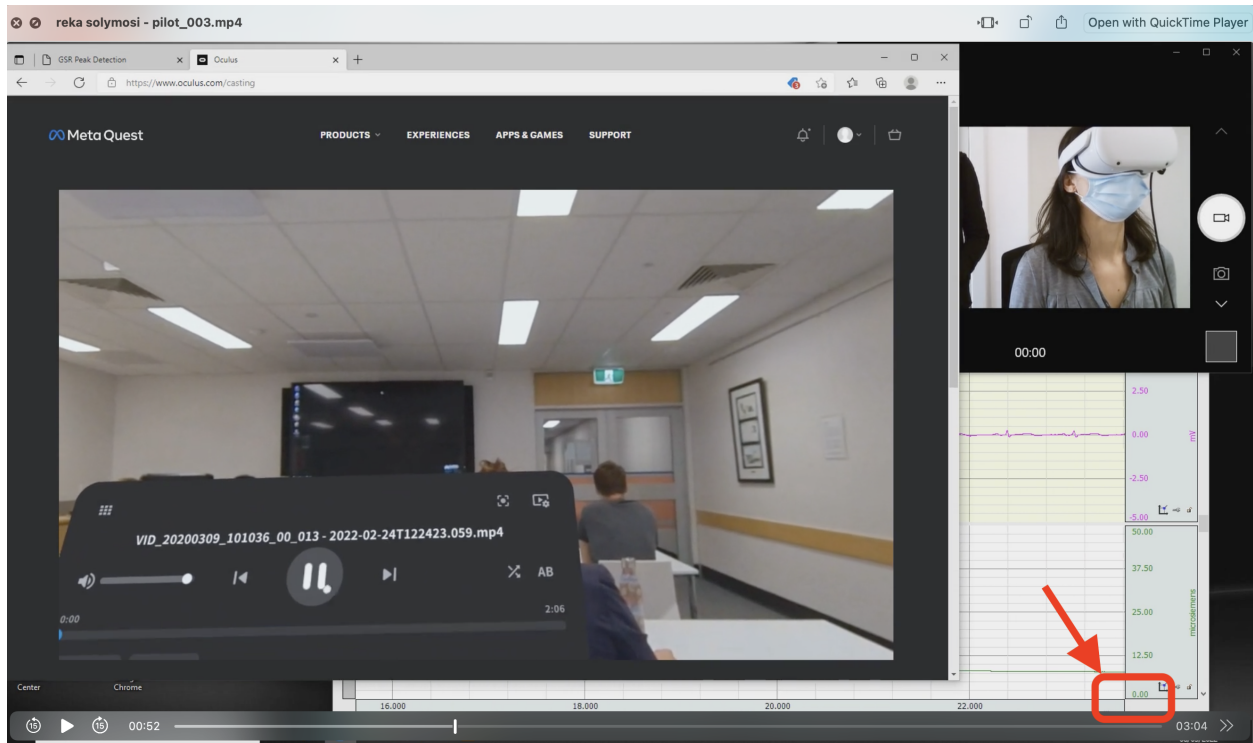 reka solymosi - pilot_003.mp4
Open with QuickTime Player
GSR Peak Detection
Oculus
https://www.oculus.com/casting
Meta Quest
PRODUCTS
EXPERIENCES
APPS & GAMES
SUPPORT
00:00
2.50
0.00
mV
-2.50
-5.00
VID_20200309_101036_00_013 - 2022-02-24T122423.059.mp4
AB
0:00
2:06
50.00
37.50
25.00
microsiemens
12.50
0.00
Center
Chrome
16.000
18.000
20.000
22.000
15
15
00:52
03:04